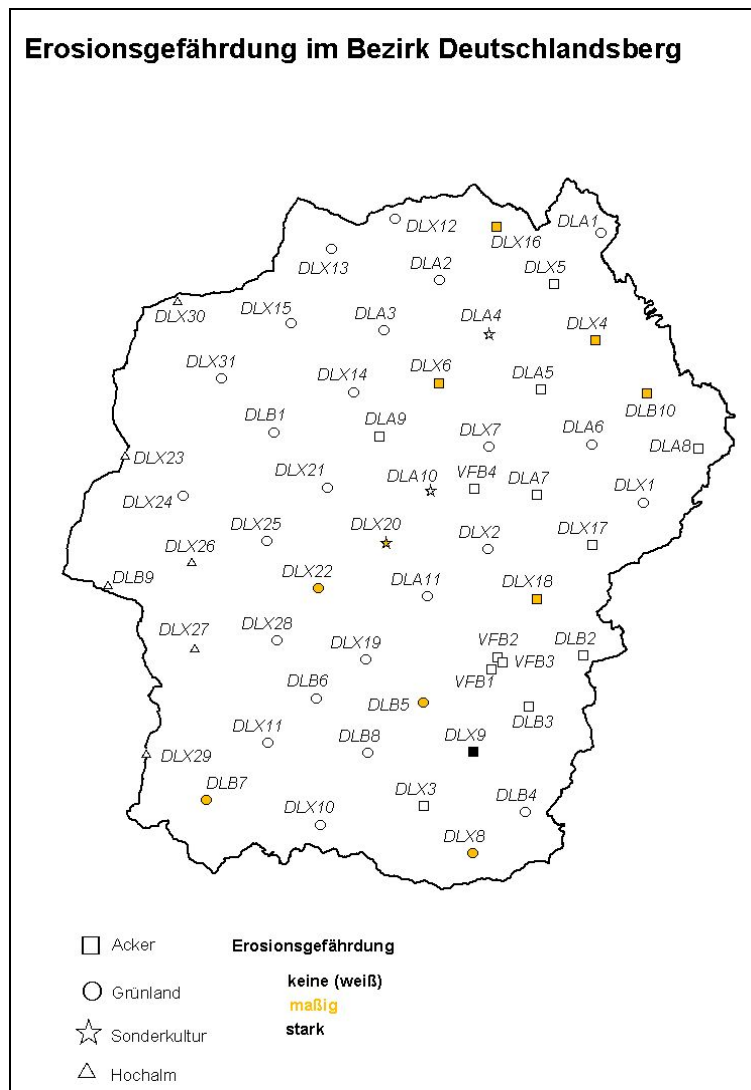 Erosionsgefährdung im Bezirk Deutschlandsberg
DLX12
DLX16
DLA1
DLX13
DLA2
DLX5
DLX30
DLX15
DLA3
DLA4
DLX4
DLX31
DLX14
DLX6
DLA5
DLB10
DLB1
DLA9
DLX7
DLA6
DLA8
DLX23
DLX24
DLX21
DLA10
VFB4
DLA7
DLX1
DLX25
DLX20
DLX2
DLX17
DLX26
DLB9
DLX22
DLA11
DLX18
DLX27
DLX28
DLX19
VFB2
VFB3
DLB2
VFB1
DLB6
DLB5
DLB3
DLX11
DLB8
DLX9
DLX29
DLB7
DLX10
DLX3
DLB4
DLX8
Acker
Erosionsgefährdung
Grünland
keine (weiß)
maßig
Sonderkultur
stark
Hochalm